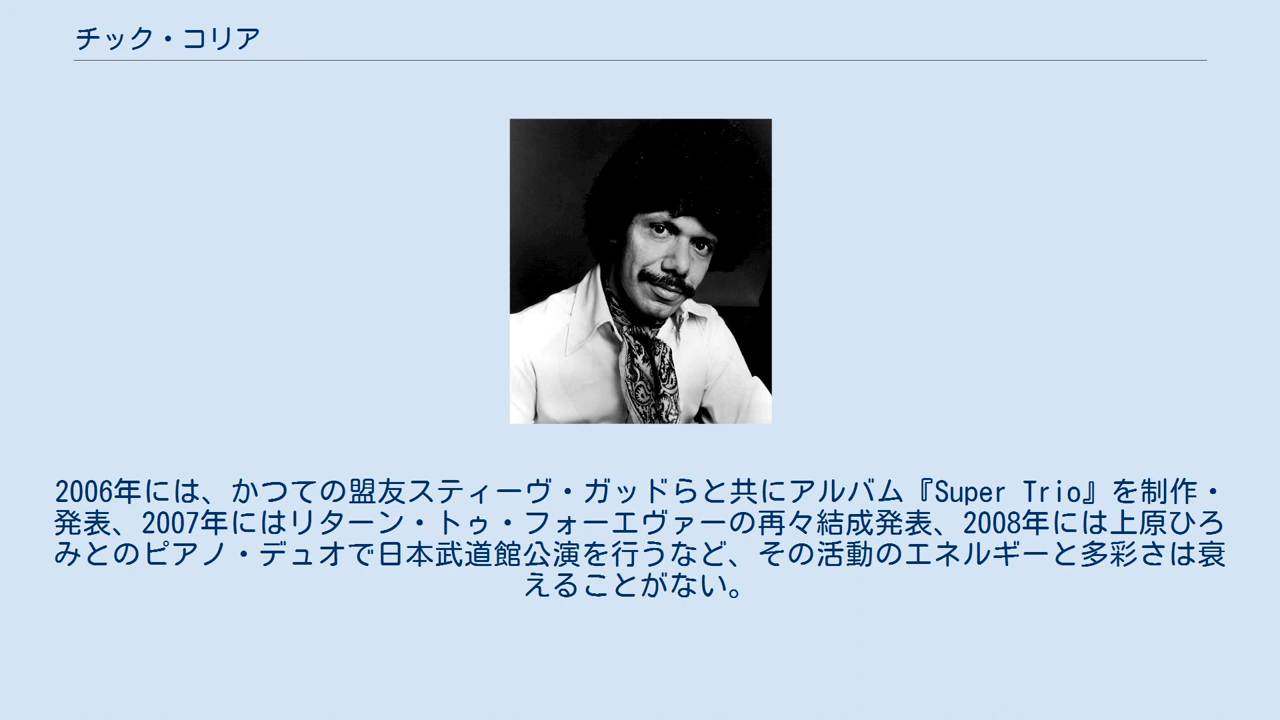 チック・コリア
2006年には、かつての盟友スティーヴ・ガッドらと共にアルバム『Super Trio』を制作・
発表、2007年にはリターン・トゥ・フォーエヴァーの再々結成発表、2008年には上原ひろ
みとのピアノ・デュオで日本武道館公演を行うなど、その活動のエネルギーと多彩さは衰
えることがない。